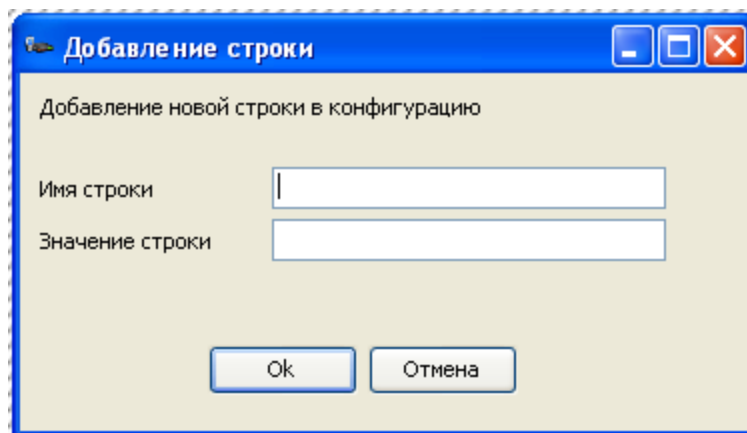 Добавление строки
Добавление новой строки в конфигурацию
Имя строки
Значение строки
Ok
Отмена